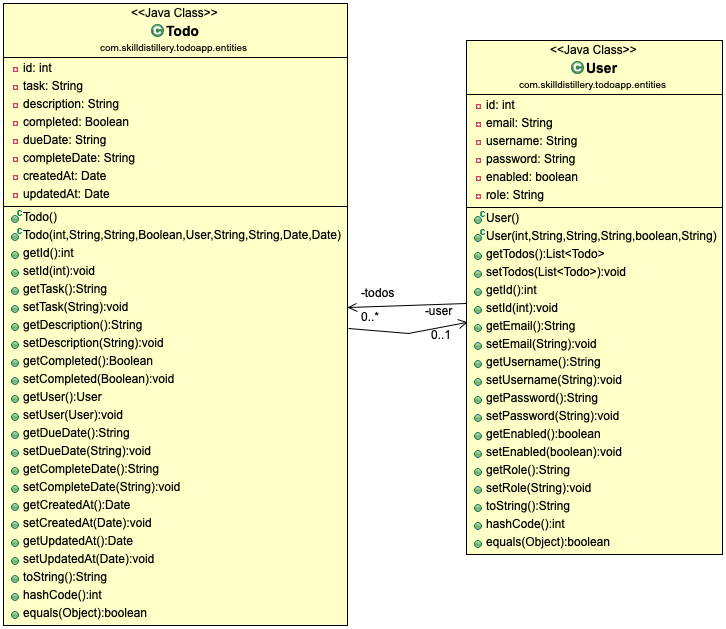 <<Java Class>>
Todo
com.skilldistillery.todoapp.entities
id: int
task: String
description: String
completed: Boolean
dueDate: String
completeDate: String
createdAt: Date
updatedAt: Date
Todo()
Todo(int,String,String,Boolean,User,String,String,Date,Date)
getId():int
setId(int):void
getTask():String
setTask(String):void
getDescription():String
setDescription(String):void
getCompleted():Boolean
setCompleted(Boolean):void
getUser():User
setUser(User):void
getDueDate():String
setDueDate(String):void
getCompleteDate():String
setCompleteDate(String):void
getCreatedAt():Date
setCreatedAt(Date):void
getUpdatedAt():Date
setUpdatedAt(Date):void
toString():String
hashCode():int
equals(Object):boolean
-todos
0..*
-user
0..1
<<Java Class>>
User
com.skilldistillery.todoapp.entities
id: int
email: String
username: String
password: String
enabled: boolean
role: String
User()
User(int,String,String,String,boolean,String)
getTodos():List<Todo>
setTodos(List<Todo>):void
getId():int
setId(int):void
getEmail():String
setEmail(String):void
getUsername():String
setUsername(String):void
getPassword():String
setPassword(String):void
getEnabled():boolean
setEnabled(boolean):void
getRole():String
setRole(String):void
toString():String
hashCode():int
equals(Object):boolean